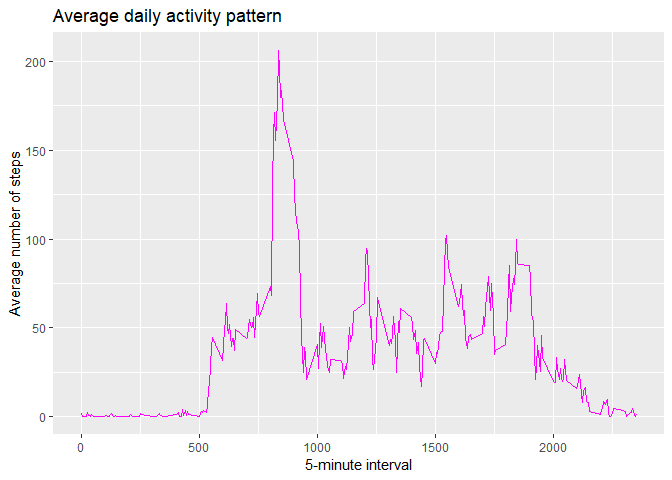 Average daily activity pattern
Average number of steps
200
150
100
50
0
0 500 1000 1500 2000
5-minute interval